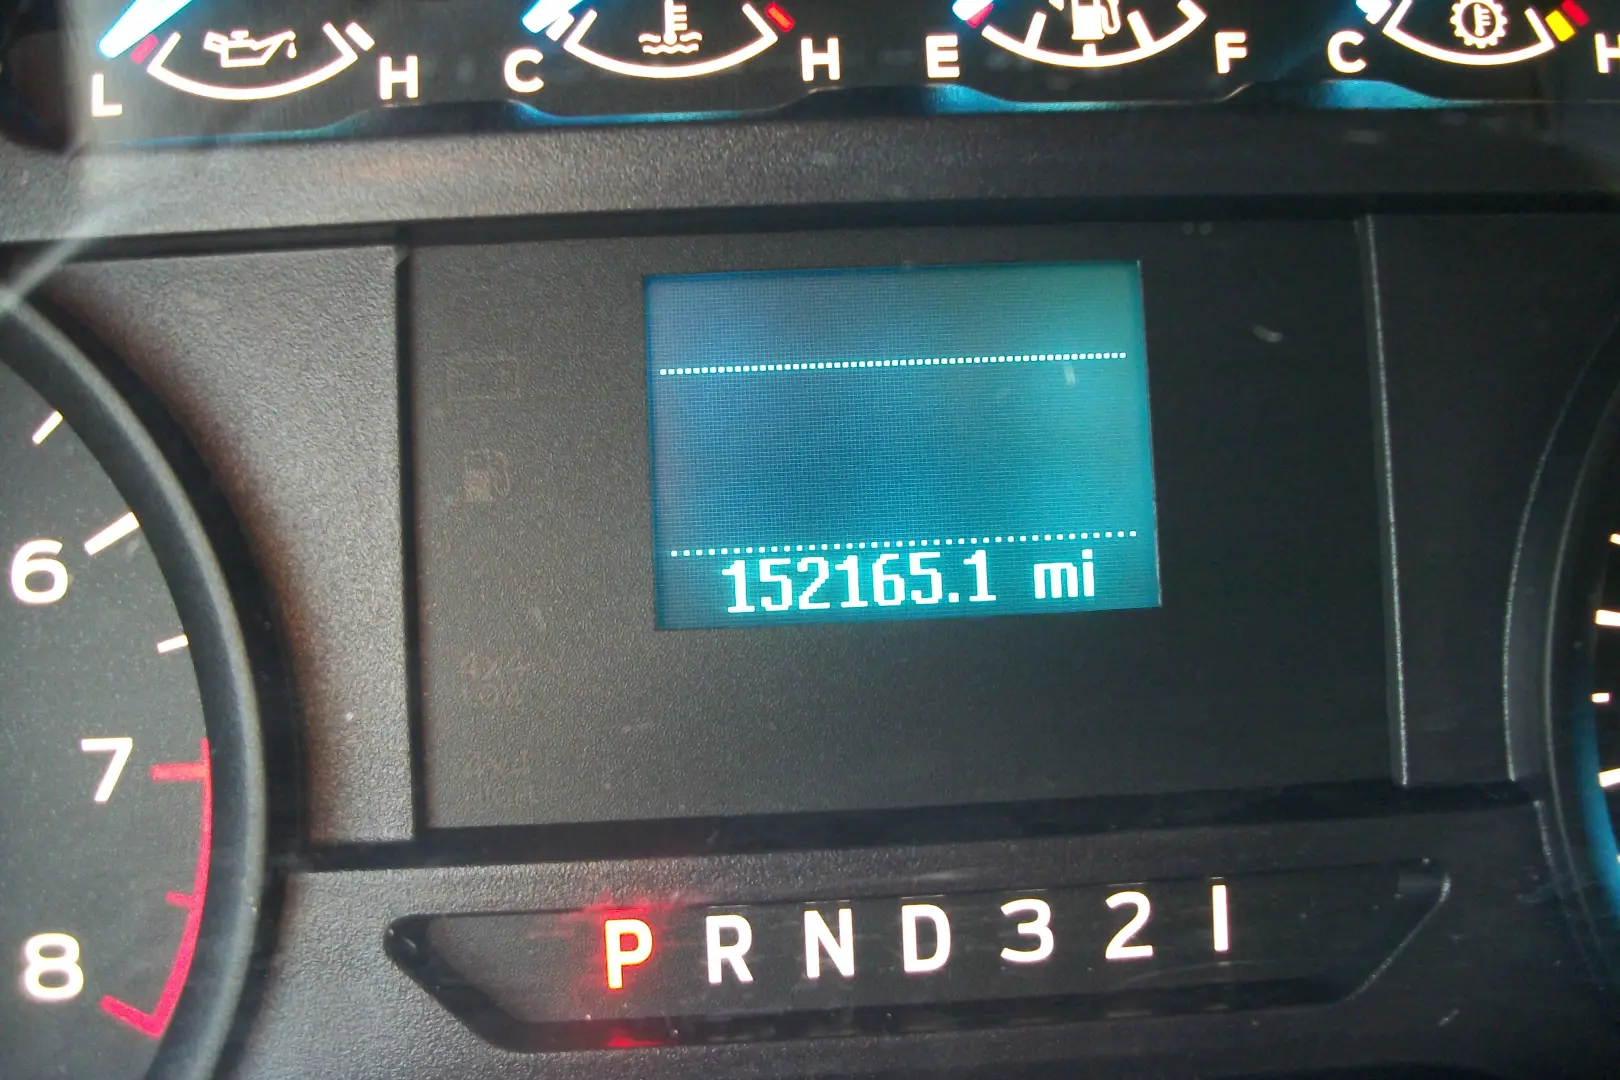 L H C H E F C H
6
7
8
152165.1 mi
P R N D 3 2 1